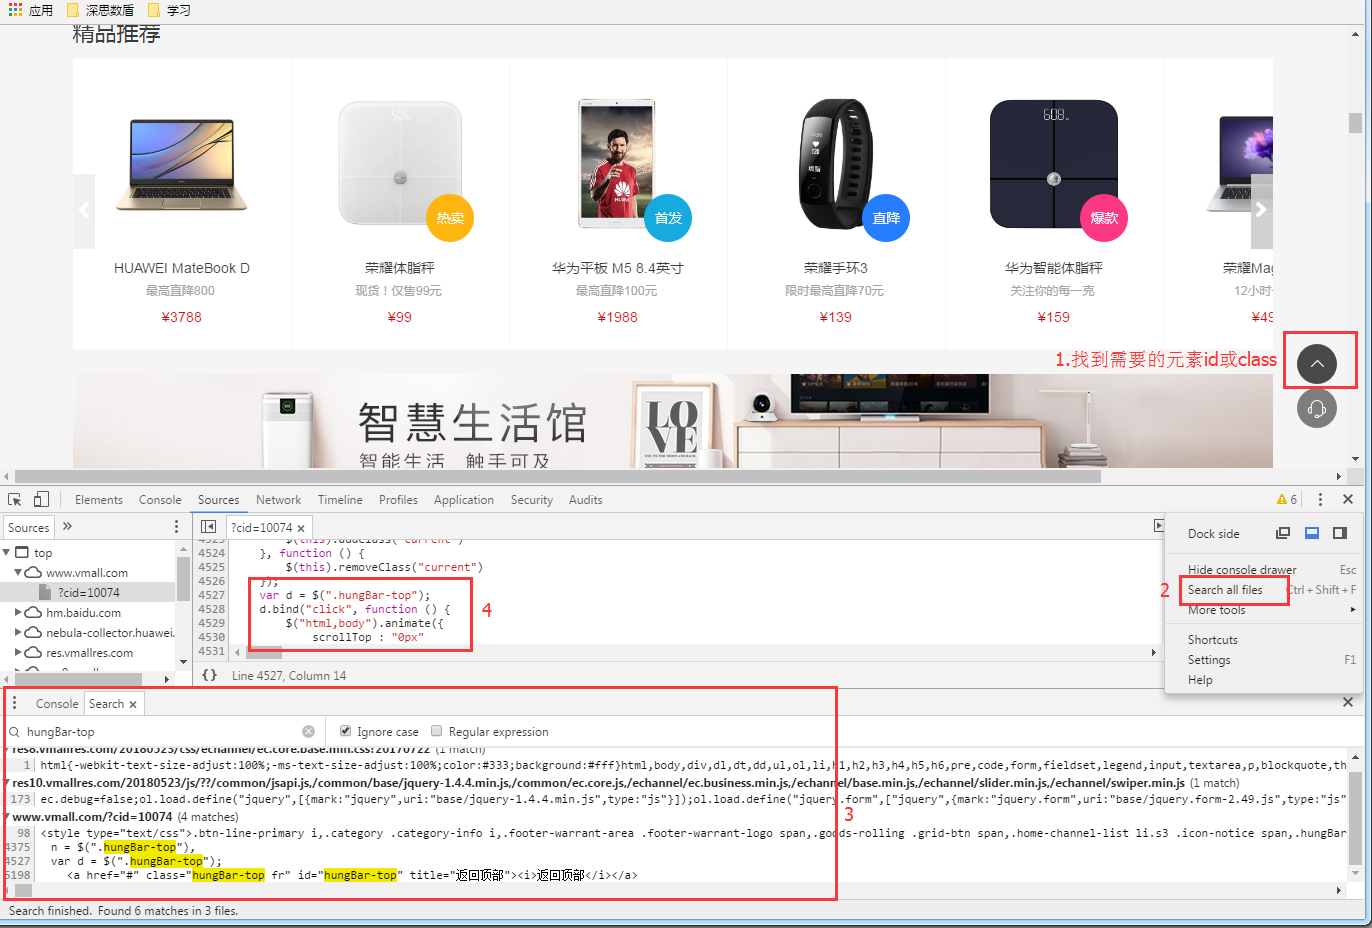 应用 深思数盾 学习
精品推荐
50.6
60.8
热卖 首发 直降 爆款
HUAWEI MateBook D 荣耀体脂秤 华为平板 M5 8.4英寸 荣耀手环3 华为智能体脂秤 荣耀Mag
最高直降800 现货！仅售99元 最高直降100元 限时最高直降70元 关注你的每一克 12小时
¥3788 ¥99 ¥1988 ¥139 ¥159 ¥49
1.找到需要的元素id或class
智慧生活馆
智能生活 触手可及
LOVE
Elements Console Sources Network Timeline Profiles Application Security Audits 6
Sources » ?cid=10074 ×
Dock side
top
www.vmall.com
?cid=10074
hm.baidu.com
nebula-collector.huawei.
res.vmallres.com
4523 $(this).addClass("current")
4524 }, function () {
4525 $(this).removeClass("current")
4526 });
4527 var d = $(".hungBar-top");
4528 d.bind("click", function () {
4529 $("html,body").animate({
4530 scrollTop : "0px"
4531
4
{} Line 4527, Column 14
Hide console drawer Esc
2 Search all files Ctrl + Shift + F
More tools
Shortcuts
Settings F1
Help
Console Search ×
hungBar-top Ignore case Regular expression
res8.vmallres.com/20180523/css/echannel/ec.core.base.min.css?20170722 (1 match)
1 html{-webkit-text-size-adjust:100%;-ms-text-size-adjust:100%;color:#333;background:#fff}html,body,div,dl,dt,dd,ul,ol,li,h1,h2,h3,h4,h5,h6,pre,code,form,fieldset,legend,input,textarea,p,blockquote,th
res10.vmallres.com/20180523/js/??/common/jsapi.js,/common/base/jquery-1.4.4.min.js,/common/ec.core.js,/echannel/ec.business.min.js,/echannel/base.min.js,/echannel/slider.min.js,/echannel/swiper.min.js (1 match)
173 ec.debug=false;ol.load.define("jquery",[{mark:"jquery",uri:"base/jquery-1.4.4.min.js",type:"js"}]);ol.load.define("jquery.form",["jquery",{mark:"jquery.form",uri:"base/jquery.form-2.49.js",type:"js"
3
www.vmall.com/?cid=10074 (4 matches)
98 <style type="text/css">.btn-line-primary i,.category .category-info i,.footer-warrant-area .footer-warrant-logo span,.goods-rolling .grid-btn span,.home-channel-list li.s3 .icon-notice span,.hungBar
4375 n = $(".hungBar-top"),
4527 var d = $(".hungBar-top");
5198 <a href="#" class="hungBar-top fr" id="hungBar-top" title="返回顶部"><i>返回顶部</i></a>
Search finished. Found 6 matches in 3 files.